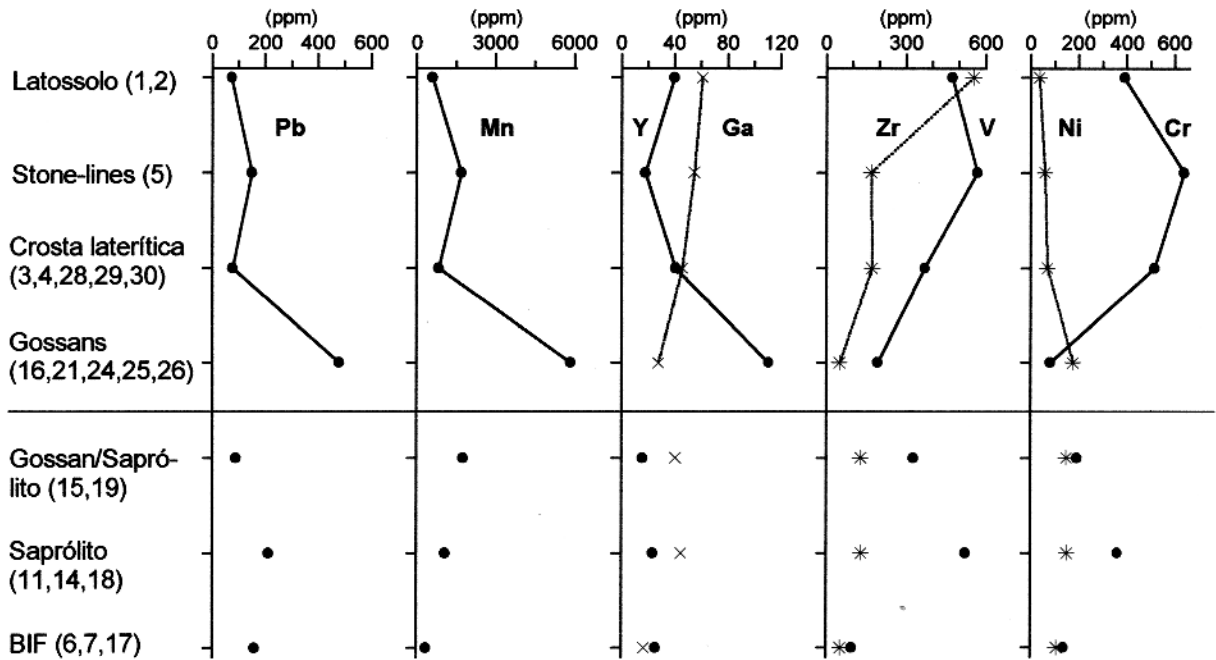 (ppm) (ppm) (ppm) (ppm) (ppm)
0 200 400 600 0 3000 6000 0 40 80 120 0 300 600 0 200 400 600
Latossolo (1,2)
Pb Mn Y Ga Zr V Ni Cr
Stone-lines (5)
Crosta laterítica
(3,4,28,29,30)
Gossans
(16,21,24,25,26)
Gossan/Sapró-
lito (15,19)
Saprólito
(11,14,18)
BIF (6,7,17)